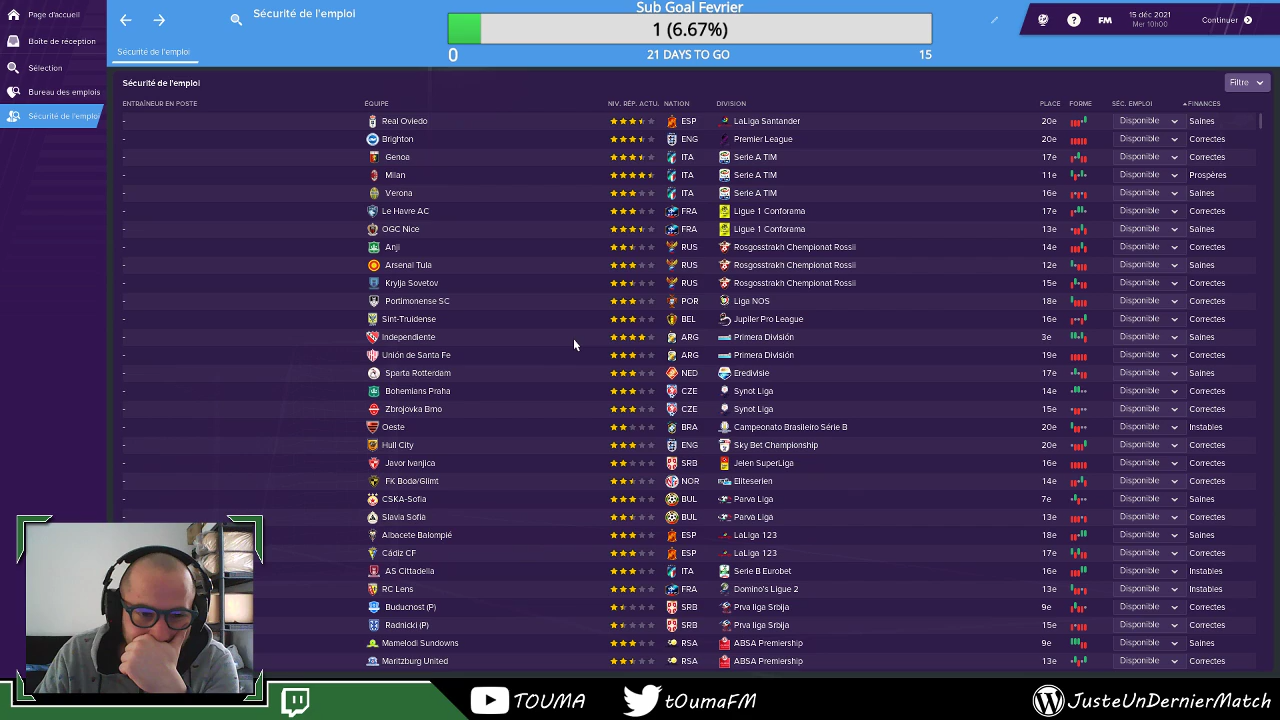 Page d'accueil
Boîte de réception
Sélection
Bureau des emplois
Sécurité de l'emploi
Sécurité de l'emploi
Sécurité de l'emploi
Sub Goal Fevrier
1 (6.67%)
0 21 DAYS TO GO 15
FM 15 déc 2021
Mer 10h00
Continuer
Sécurité de l'emploi Filtre
ENTRAÎNEUR EN POSTE ÉQUIPE NIV. RÉP. ACTU. NATION DIVISION PLACE FORME SÉC. EMPLOI FINANCES
- Real Oviedo ESP LaLiga Santander 20e Disponible Saines
- Brighton ENG Premier League 20e Disponible Correctes
- Genoa ITA Serie A TIM 17e Disponible Correctes
- Milan ITA Serie A TIM 11e Disponible Prospères
- Verona ITA Serie A TIM 16e Disponible Saines
- Le Havre AC FRA Ligue 1 Conforama 17e Disponible Correctes
- OGC Nice FRA Ligue 1 Conforama 13e Disponible Saines
- Anji RUS Rosgosstrakh Chempionat Rossii 14e Disponible Correctes
- Arsenal Tula RUS Rosgosstrakh Chempionat Rossii 12e Disponible Saines
- Krylja Sovetov RUS Rosgosstrakh Chempionat Rossii 15e Disponible Correctes
- Portimonense SC POR Liga NOS 18e Disponible Correctes
- Sint-Truidense BEL Jupiler Pro League 16e Disponible Correctes
- Independiente ARG Primera División 3e Disponible Saines
- Unión de Santa Fe ARG Primera División 19e Disponible Correctes
- Sparta Rotterdam NED Eredivisie 17e Disponible Saines
- Bohemians Praha CZE Synot Liga 14e Disponible Correctes
- Zbrojovka Brno CZE Synot Liga 15e Disponible Correctes
- Oeste BRA Campeonato Brasileiro Série B 20e Disponible Instables
- Hull City ENG Sky Bet Championship 20e Disponible Correctes
- Javor Ivanjica SRB Jelen SuperLiga 16e Disponible Correctes
- FK Bodø/Glimt NOR Eliteserien 14e Disponible Correctes
- CSKA-Sofia BUL Parva Liga 7e Disponible Saines
- Slavia Sofia BUL Parva Liga 13e Disponible Correctes
Albacete Balompié ESP LaLiga 123 18e Disponible Saines
Cádiz CF ESP LaLiga 123 17e Disponible Correctes
AS Cittadella ITA Serie B Eurobet 16e Disponible Instables
RC Lens FRA Domino's Ligue 2 13e Disponible Instables
Buducnost (P) SRB Prva liga Srbija 9e Disponible Correctes
Radnicki (P) SRB Prva liga Srbija 15e Disponible Correctes
Mamelodi Sundowns RSA ABSA Premiership 9e Disponible Saines
Maritzburg United RSA ABSA Premiership 13e Disponible Correctes
TOUMA tOumaFM JusteUnDernierMatch